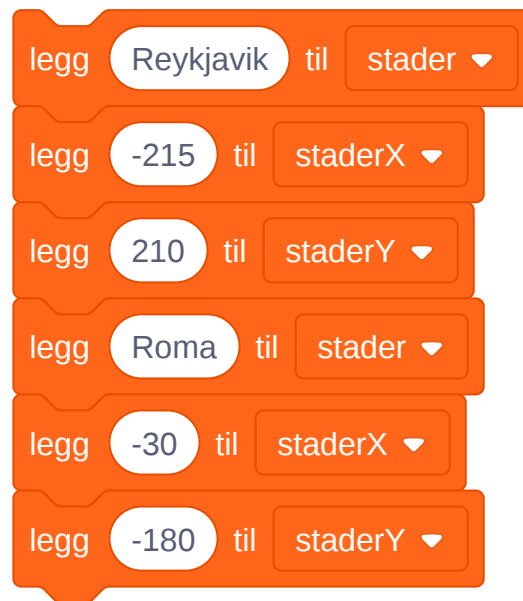 legg Reykjavik til stader
legg -215 til staderX
legg 210 til staderY
legg Roma til stader
legg -30 til staderX
legg -180 til staderY